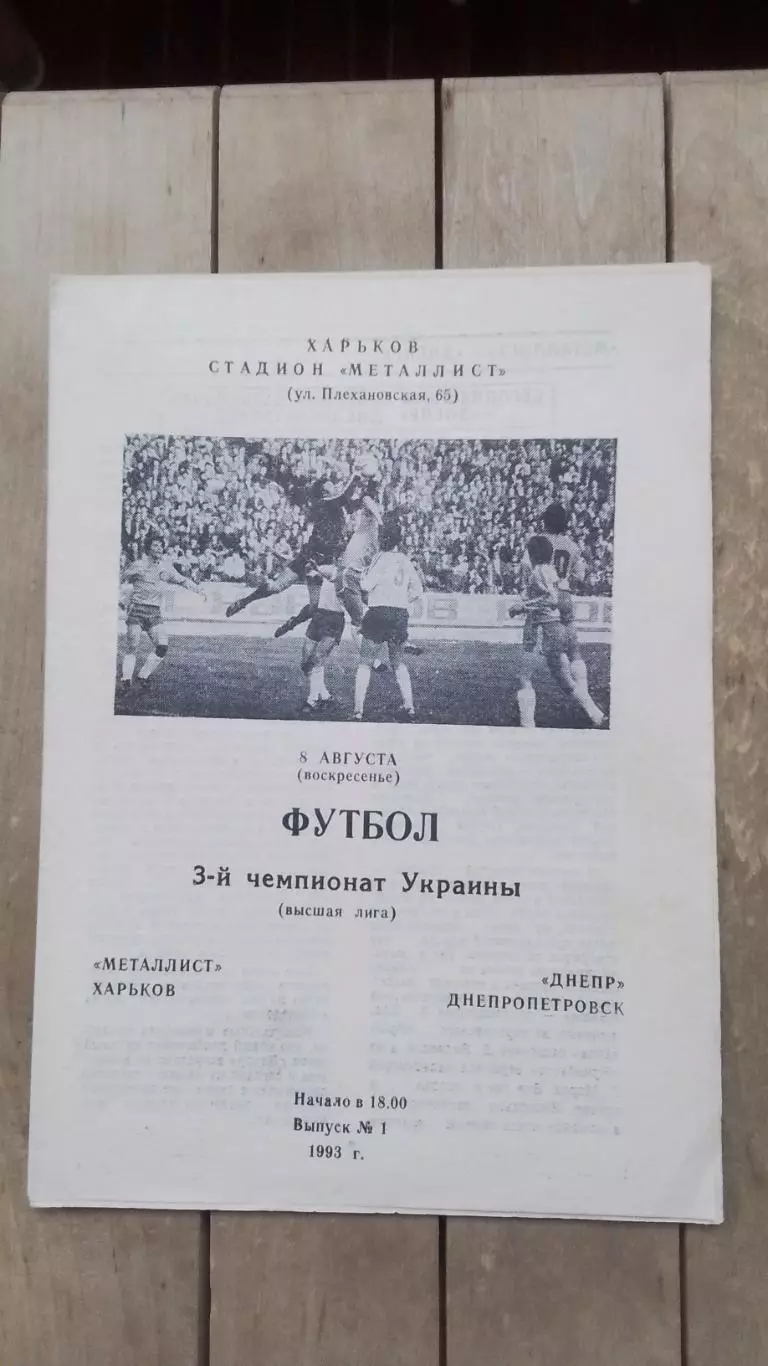 ХАРЬКОВ
СТАДИОН «МЕТАЛЛИСТ»
(ул. Плехановская, 65)
8 АВГУСТА
(воскресенье)
ФУТБОЛ
3-й чемпионат Украины
(высшая лига)
«МЕТАЛЛИСТ»
ХАРЬКОВ
«ДНЕПР»
ДНЕПРОПЕТРОВСК
Начало в 18.00
Выпуск № 1
1993 г.